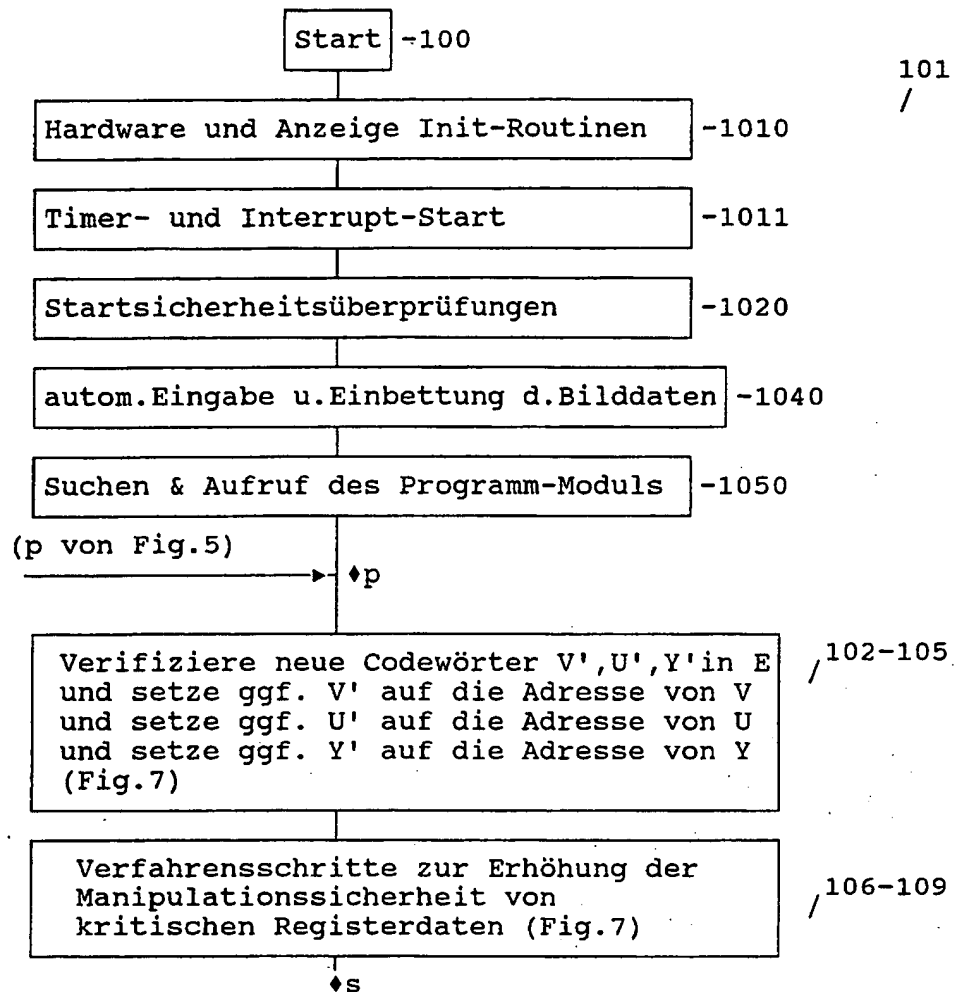 Start -100
101
Hardware und Anzeige Init-Routinen -1010
Timer- und Interrupt-Start -1011
Startsicherheitsüberprüfungen -1020
autom.Eingabe u.Einbettung d.Bilddaten -1040
Suchen & Aufruf des Programm-Moduls -1050
(p von Fig.5)
♦p
Verifiziere neue Codewörter V',U',Y'in E 102-105
und setze ggf. V' auf die Adresse von V
und setze ggf. U' auf die Adresse von U
und setze ggf. Y' auf die Adresse von Y
(Fig.7)
Verfahrensschritte zur Erhöhung der 106-109
Manipulationssicherheit von
kritischen Registerdaten (Fig.7)
♦s